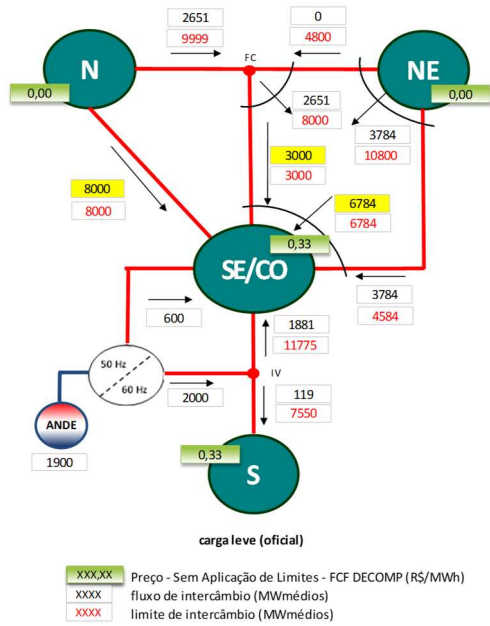 2651
9999
0
4800
N
FC
NE
0,00
0,00
2651
8000
3784
10800
3000
3000
8000
8000
6784
6784
0,33
SE/CO
3784
4584
600
1881
11775
50 Hz
60 Hz
IV
2000
119
7550
ANDE
1900
0,33
S
carga leve (oficial)
XXX,XX Preço - Sem Aplicação de Limites - FCF DECOMP (R$/MWh)
XXXX fluxo de intercâmbio (MWmédios)
XXXX limite de intercâmbio (MWmédios)